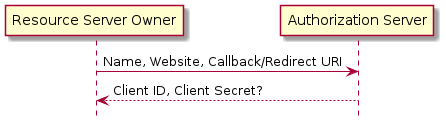 Resource Server Owner
Authorization Server
Name, Website, Callback/Redirect URI
Client ID, Client Secret?